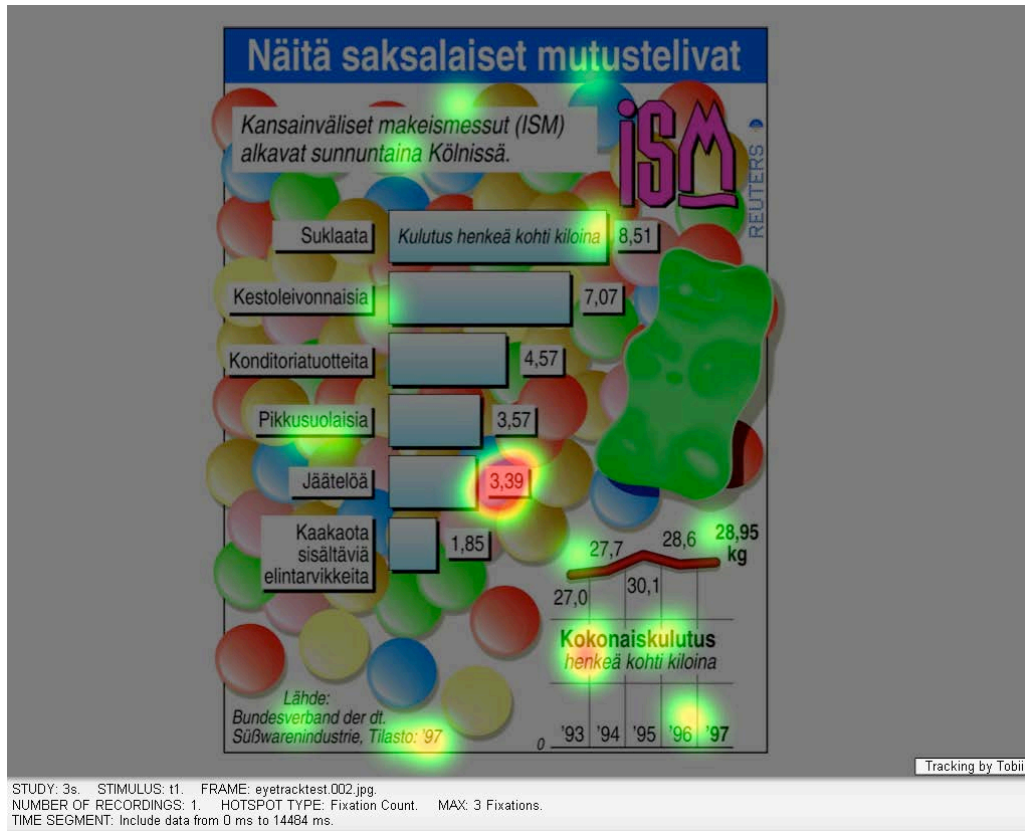 Näitä saksalaiset mutustelivat
Kansainväliset makeismessut (ISM)
alkavat sunnuntaina Kölnissä.
iSM
REUTERS
Suklaata
Kulutus henkeä kohti kiloina
8,51
Kestoleivonnaisia
7,07
Konditoriatuotteita
4,57
Pikkusuolaisia
3,57
Jäätelöä
3,39
Kaakaota
sisältäviä
elintarvikkeita
1,85
27,0
27,7
30,1
28,6
28,95
kg
Kokonaiskulutus
henkeä kohti kiloina
0 '93 '94 '95 '96 '97
Lähde:
Bundesverband der dt.
Süßwarenindustrie, Tilasto: '97
Tracking by Tobii
STUDY: 3s. STIMULUS: t1. FRAME: eyetracktest.002.jpg.
NUMBER OF RECORDINGS: 1. HOTSPOT TYPE: Fixation Count. MAX: 3 Fixations.
TIME SEGMENT: Include data from 0 ms to 14484 ms.